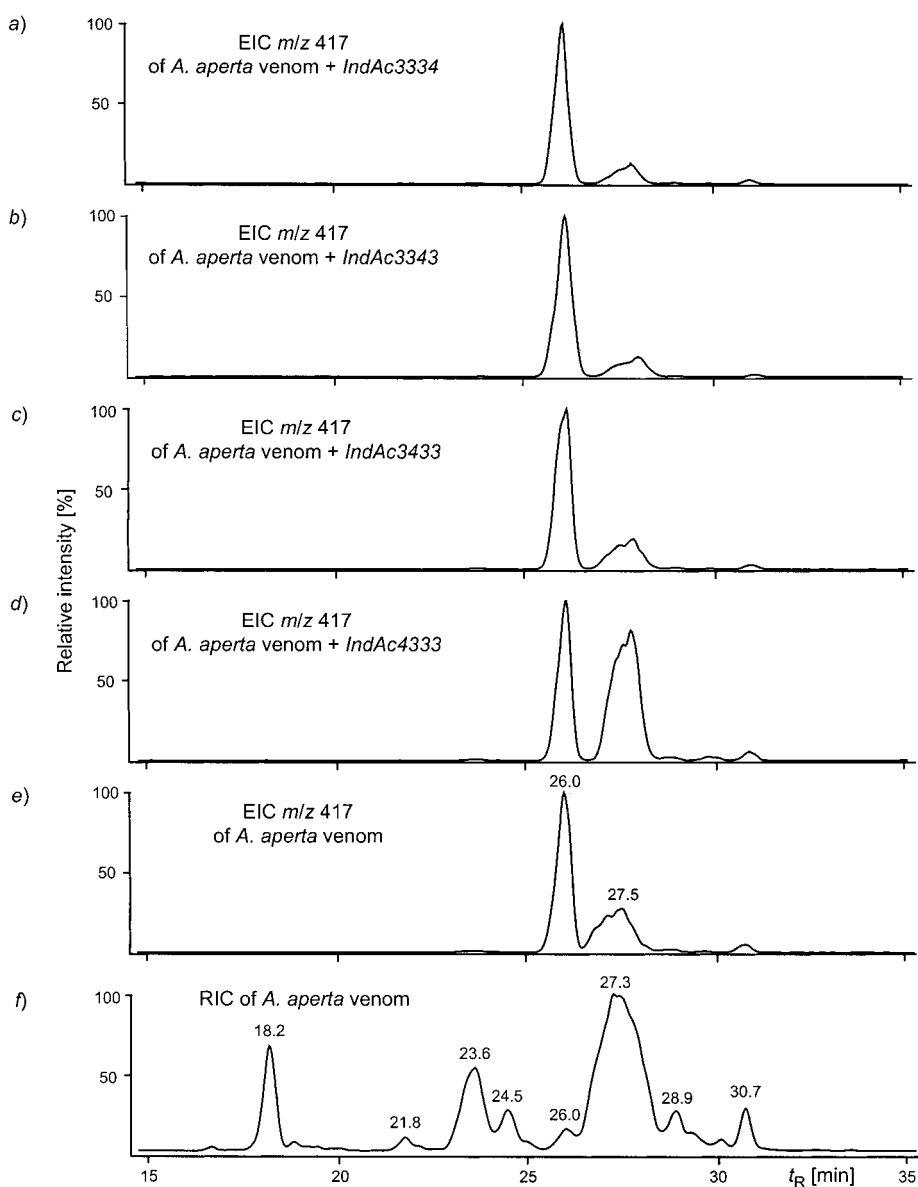 a)
100
50
EIC m/z 417
of A. aperta venom + IndAc3334
b)
100
50
EIC m/z 417
of A. aperta venom + IndAc3343
c)
100
50
EIC m/z 417
of A. aperta venom + IndAc3433
Relative intensity [%]
d)
100
50
EIC m/z 417
of A. aperta venom + IndAc4333
e)
100
50
EIC m/z 417
of A. aperta venom
26.0
27.5
f)
100
50
RIC of A. aperta venom
18.2
21.8
23.6
24.5
26.0
27.3
28.9
30.7
15 20 25 30 tR [min] 35